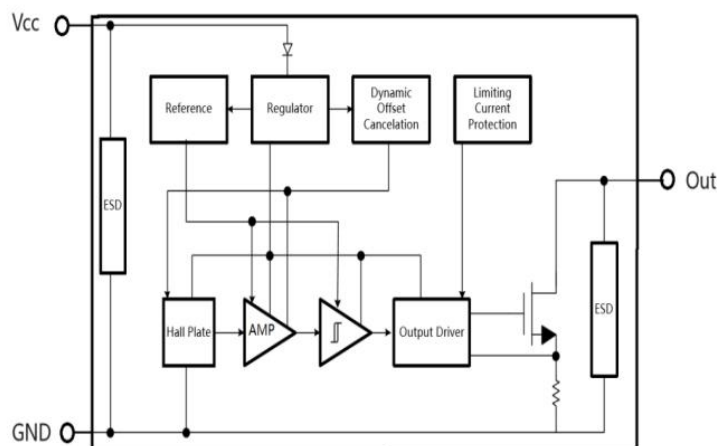 Vcc
Reference
Regulator
Dynamic
Offset
Cancelation
Limiting
Current
Protection
ESD
Out
Hall Plate
AMP
Output Driver
ESD
GND